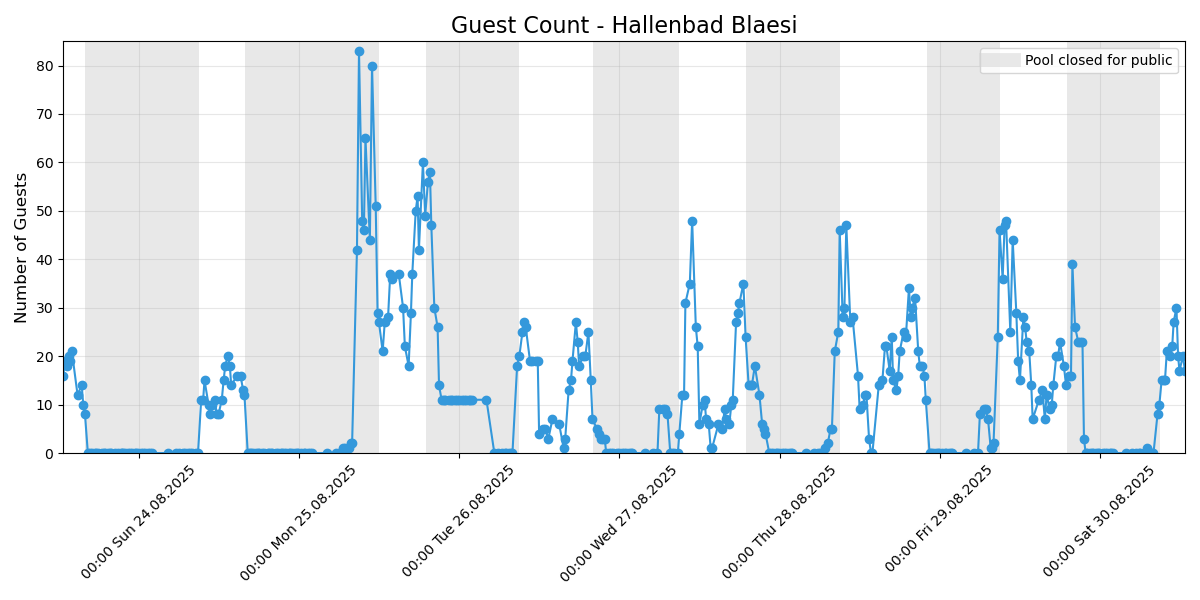 Guest Count - Hallenbad Blaesi
Pool closed for public
Number of Guests
80
70
60
50
40
30
20
10
0
00:00 Sun 24.08.2025
00:00 Mon 25.08.2025
00:00 Tue 26.08.2025
00:00 Wed 27.08.2025
00:00 Thu 28.08.2025
00:00 Fri 29.08.2025
00:00 Sat 30.08.2025